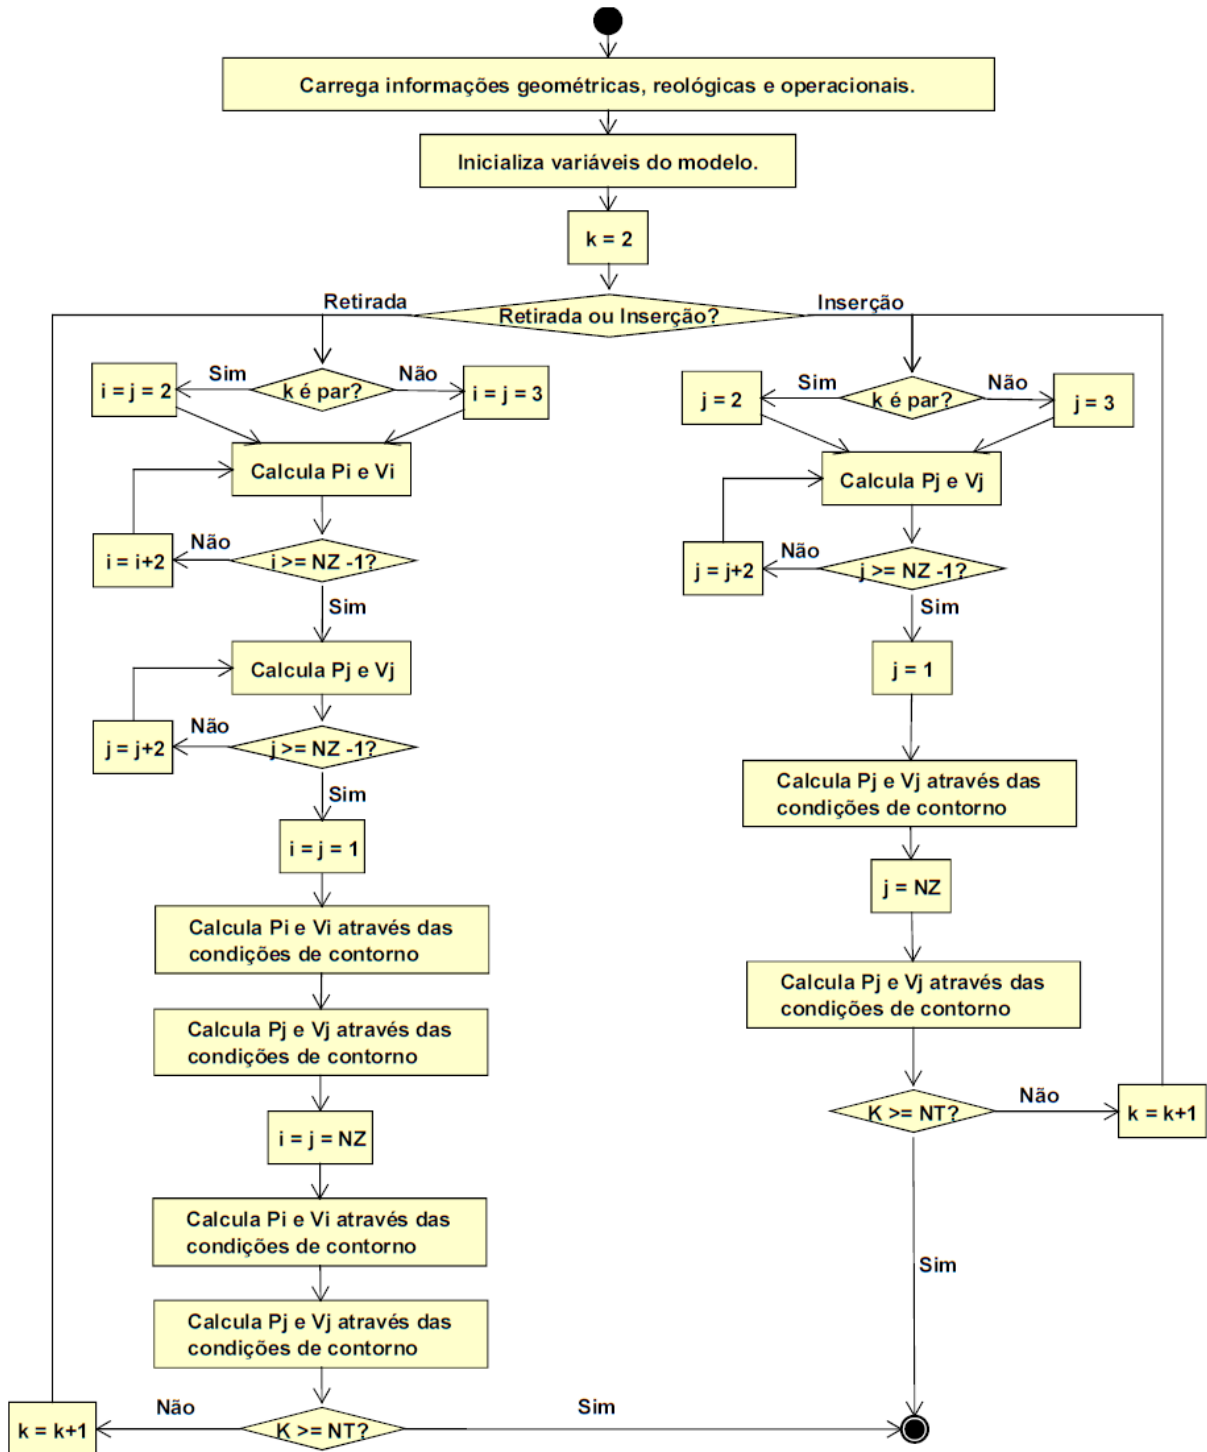 Carrega informações geométricas, reológicas e operacionais.
Inicializa variáveis do modelo.
k = 2
Retirada ou Inserção?
Retirada
Inserção
k é par?
Sim
Não
i = j = 2
i = j = 3
Calcula Pi e Vi
i >= NZ -1?
Não
i = i+2
Sim
Calcula Pj e Vj
j >= NZ -1?
Não
j = j+2
Sim
i = j = 1
Calcula Pi e Vi através das
condições de contorno
Calcula Pj e Vj através das
condições de contorno
i = j = NZ
Calcula Pi e Vi através das
condições de contorno
Calcula Pj e Vj através das
condições de contorno
K >= NT?
Não
k = k+1
Sim
k é par?
Sim
Não
j = 2
j = 3
Calcula Pj e Vj
j >= NZ -1?
Não
j = j+2
Sim
j = 1
Calcula Pj e Vj através das
condições de contorno
j = NZ
Calcula Pj e Vj através das
condições de contorno
K >= NT?
Não
k = k+1
Sim